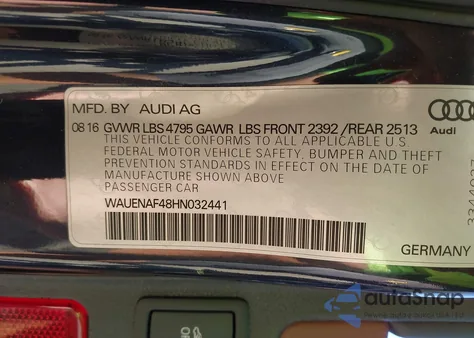 MFD. BY AUDI AG
08 16 GVWR LBS 4795 GAWR LBS FRONT 2392 / REAR 2513
Audi
THIS VEHICLE CONFORMS TO ALL APPLICABLE U.S
FEDERAL MOTOR VEHICLE SAFETY, BUMPER AND THEFT
PREVENTION STANDARDS IN EFFECT ON THE DATE OF
MANUFACTURE SHOWN ABOVE
PASSENGER CAR
WAUENAF48HN032441
GERMANY
autoSnap